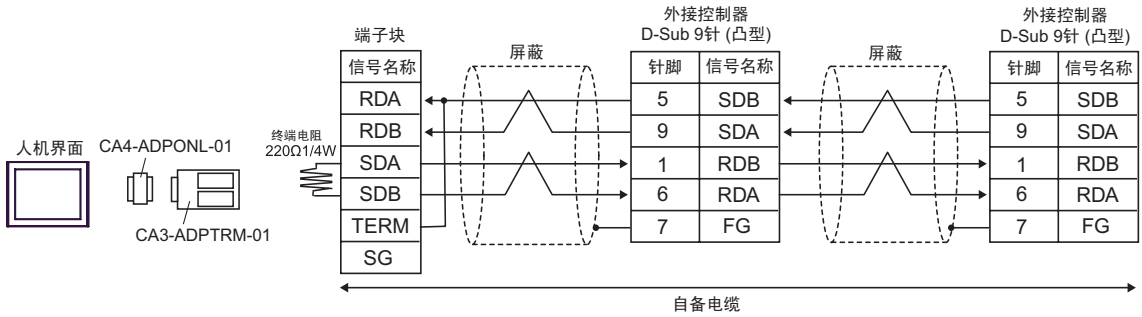 外接控制器
D-Sub 9针 (凸型)
外接控制器
D-Sub 9针 (凸型)
端子块
屏蔽
屏蔽
信号名称
针脚 信号名称
针脚 信号名称
RDA
5 SDB
5 SDB
RDB
9 SDA
9 SDA
人机界面
CA4-ADPONL-01
终端电阻
220Ω1/4W
SDA
1 RDB
1 RDB
SDB
6 RDA
6 RDA
CA3-ADPTRM-01
TERM
7 FG
7 FG
SG
自备电缆